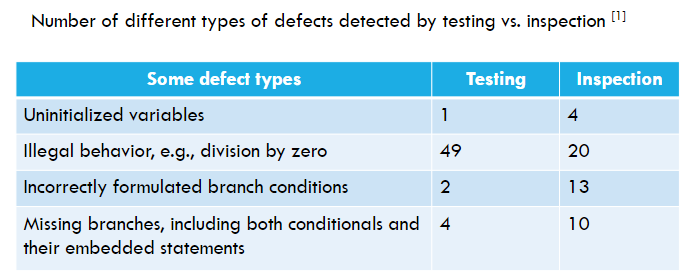 Number of different types of defects detected by testing vs. inspection [1]
Some defect types Testing Inspection
Uninitialized variables 1 4
Illegal behavior, e.g., division by zero 49 20
Incorrectly formulated branch conditions 2 13
Missing branches, including both conditionals and 4 10
their embedded statements